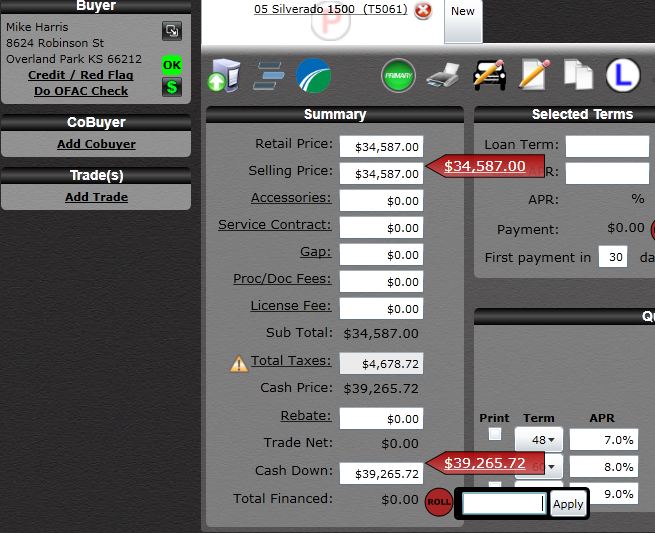 Buyer
Mike Harris
8624 Robinson St
Overland Park KS 66212
OK
Credit / Red Flag
$
Do OFAC Check
CoBuyer
Add Cobuyer
Trade(s)
Add Trade
P
05 Silverado 1500 (T5061)
New
PRIMARY
L
Summary
Retail Price: $34,587.00
Selling Price: $34,587.00
$34,587.00
Accessories: $0.00
Service Contract: $0.00
Gap: $0.00
Proc/Doc Fees: $0.00
License Fee: $0.00
Sub Total: $34,587.00
Total Taxes: $4,678.72
Cash Price: $39,265.72
Rebate: $0.00
Trade Net: $0.00
Cash Down: $39,265.72
$39,265.72
Total Financed: $0.00
ROLL
Apply
Selected Terms
Loan Term:
R:
APR: %
Payment: $0.00
First payment in 30 da
Qu
Print Term APR
48 7.0%
60 8.0%
9.0%